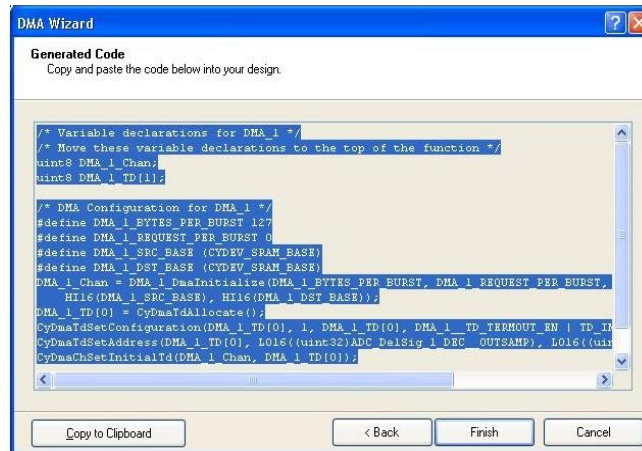 DMA Wizard
Generated Code
Copy and paste the code below into your design.
/* Variable declarations for DMA_1 */
/* Move these variable declarations to the top of the function */
uint8 DMA_1_Chan;
uint8 DMA_1_TD[1];
/* DMA Configuration for DMA_1 */
#define DMA_1_BYTES_PER_BURST 127
#define DMA_1_REQUEST_PER_BURST 0
#define DMA_1_SRC_BASE (CYDEV_SRAM_BASE)
#define DMA_1_DST_BASE (CYDEV_SRAM_BASE)
DMA_1_Chan = DMA_1_DmaInitialize(DMA_1_BYTES_PER_BURST, DMA_1_REQUEST_PER_BURST,
HI16(DMA_1_SRC_BASE), HI16(DMA_1_DST_BASE));
DMA_1_TD[0] = CyDmaTdAllocate();
CyDmaTdSetConfiguration(DMA_1_TD[0], 1, DMA_1_TD[0], DMA_1__TD_TERMOUT_EN | TD_IN
CyDmaTdSetAddress(DMA_1_TD[0], LO16((uint32)ADC_DelSig_1_DEC__OUTSAMP), LO16((uin
CyDmaChSetInitialTd(DMA_1_Chan, DMA_1_TD[0]);
Copy to Clipboard
< Back
Finish
Cancel